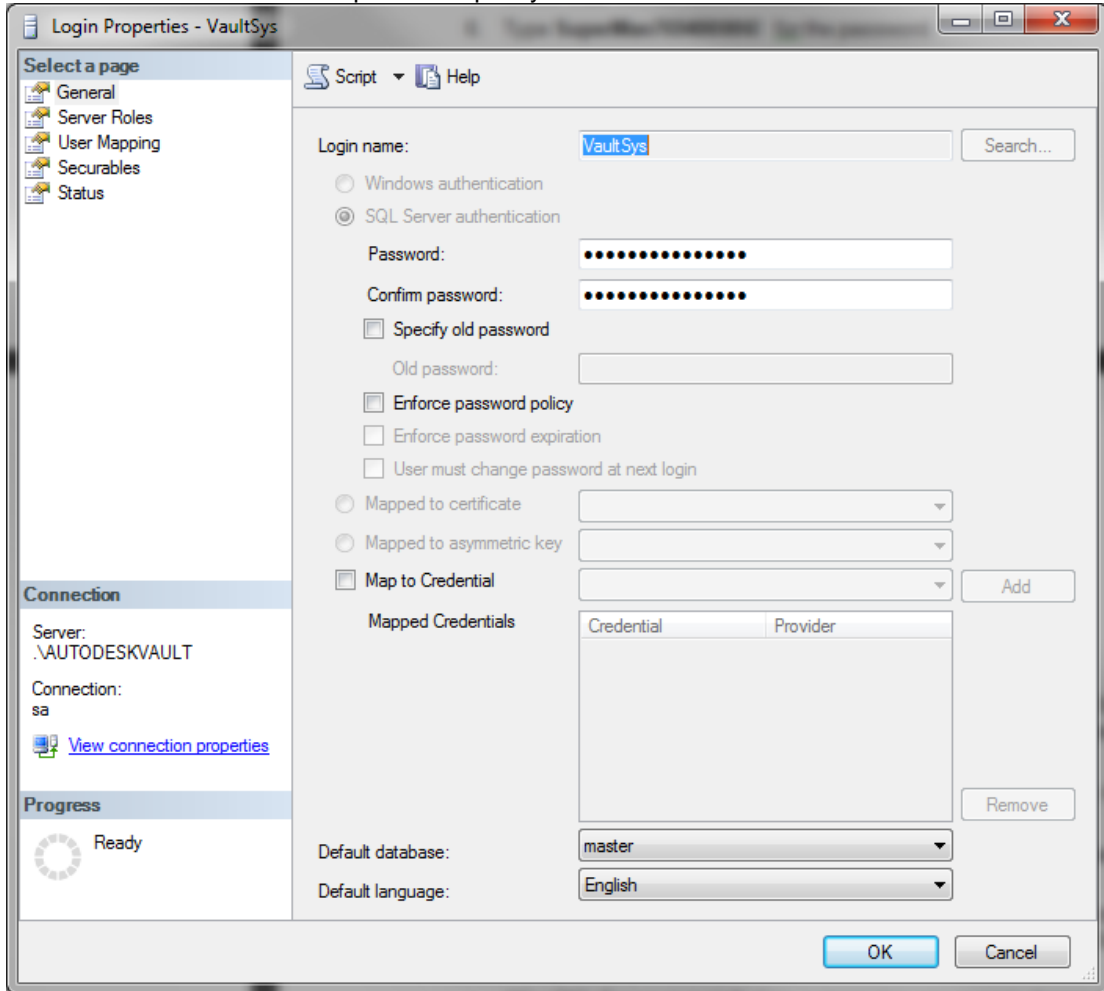 Login Properties - VaultSys
Select a page
General
Server Roles
User Mapping
Securables
Status
Script
Help
Login name:
VaultSys
Search...
Windows authentication
SQL Server authentication
Password:
•••••••••••••••
Confirm password:
•••••••••••••••
Specify old password
Old password:
Enforce password policy
Enforce password expiration
User must change password at next login
Mapped to certificate
Mapped to asymmetric key
Map to Credential
Add
Mapped Credentials
Credential Provider
Remove
Default database:
master
Default language:
English
Connection
Server:
.\AUTODESKVAULT
Connection:
sa
View connection properties
Progress
Ready
OK
Cancel